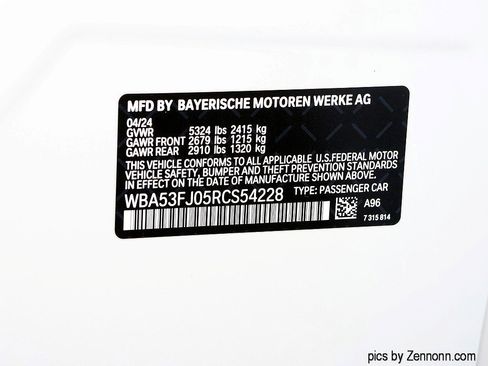 MFD BY BAYERISCHE MOTOREN WERKE AG
04/24
GVWR 5324 lbs 2415 kg
GAWR FRONT 2679 lbs 1215 kg
GAWR REAR 2910 lbs 1320 kg
THIS VEHICLE CONFORMS TO ALL APPLICABLE U.S.FEDERAL MOTOR
VEHICLE SAFETY, BUMPER AND THEFT PREVENTION STANDARDS
IN EFFECT ON THE DATE OF MANUFACTURE SHOWN ABOVE.
WBA53FJ05RCS54228 TYPE: PASSENGER CAR
A96
7 315 814
pics by Zennonn.com